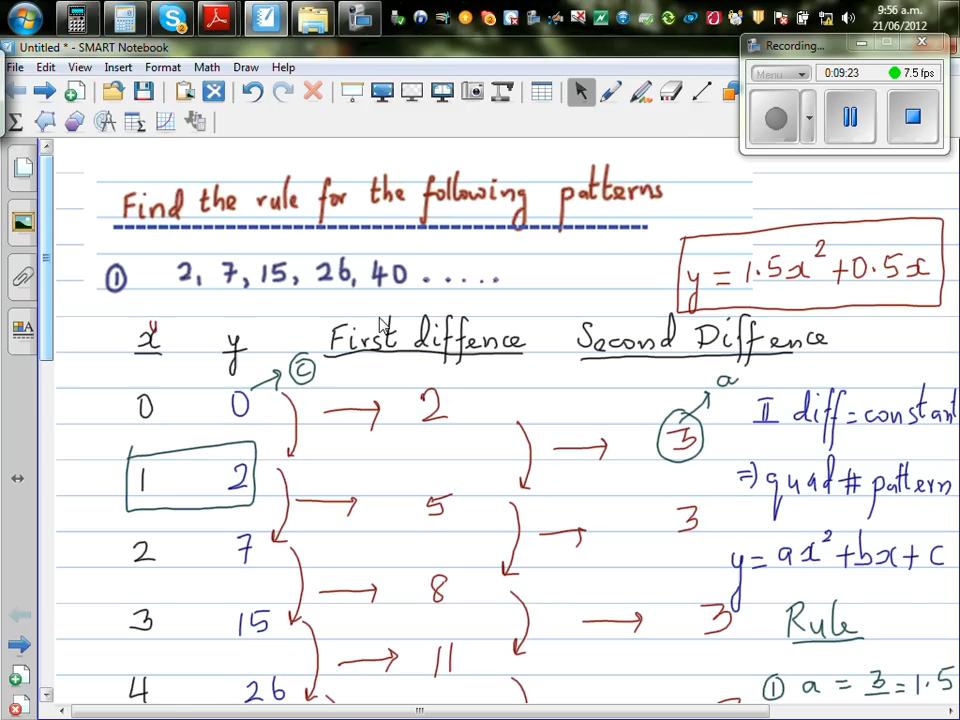 9:56 a.m.
21/06/2012
Untitled * - SMART Notebook
Recording...
File Edit View Insert Format Math Draw Help
Menu 0:09:23 7.5 fps
Find the rule for the following patterns
① 2, 7, 15, 26, 40 . . . . .
y = 1.5x² + 0.5x
x y First diffence Second Diffence
c
a
0 0 2 3 II diff = constant
1 2 5 3 => quad # pattern
2 7 8 y = ax² + bx + c
3 15 3 Rule
11
4 26 ① a = 3 = 1.5